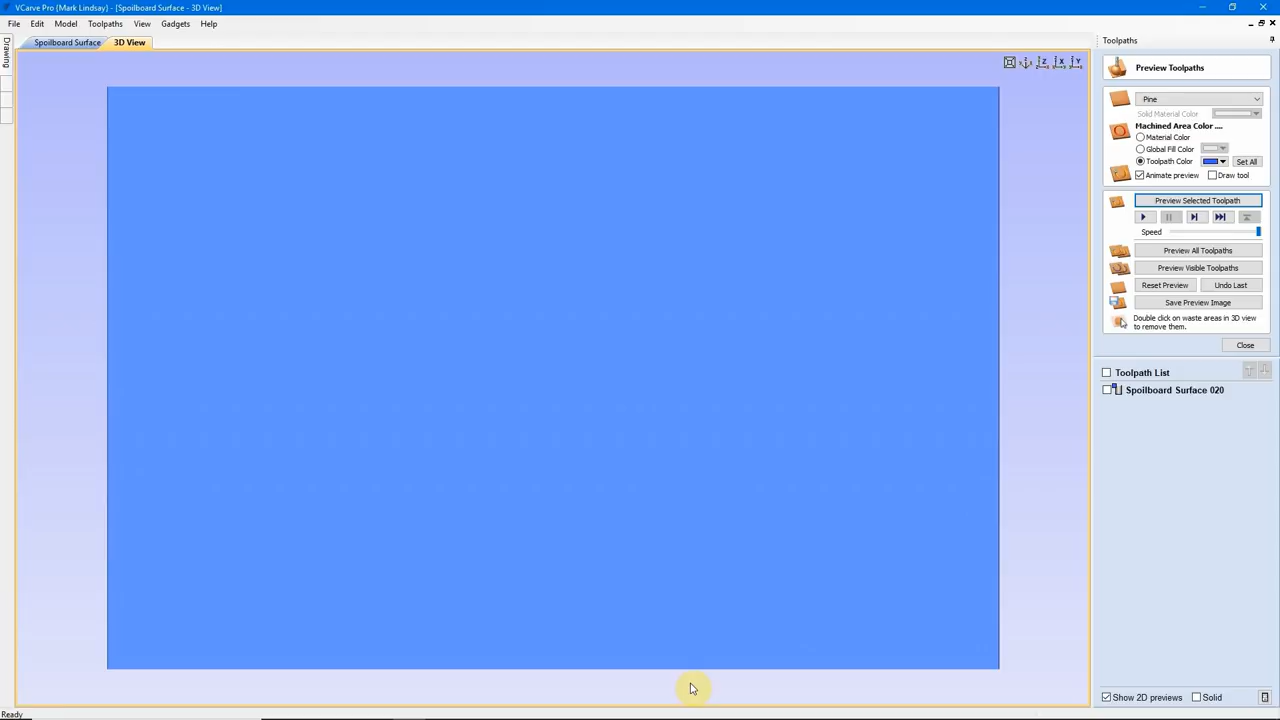 VCarve Pro {Mark Lindsay} - [Spoilboard Surface - 3D View]
File Edit Model Toolpaths View Gadgets Help
Drawing
Spoilboard Surface 3D View
Toolpaths
Preview Toolpaths
Pine
Solid Material Color
Machined Area Color ....
Material Color
Global Fill Color
Toolpath Color Set All
Animate preview Draw tool
Preview Selected Toolpath
Speed
Preview All Toolpaths
Preview Visible Toolpaths
Reset Preview Undo Last
Save Preview Image
Double click on waste areas in 3D view
to remove them.
Close
Toolpath List
Spoilboard Surface 020
Show 2D previews Solid
Ready